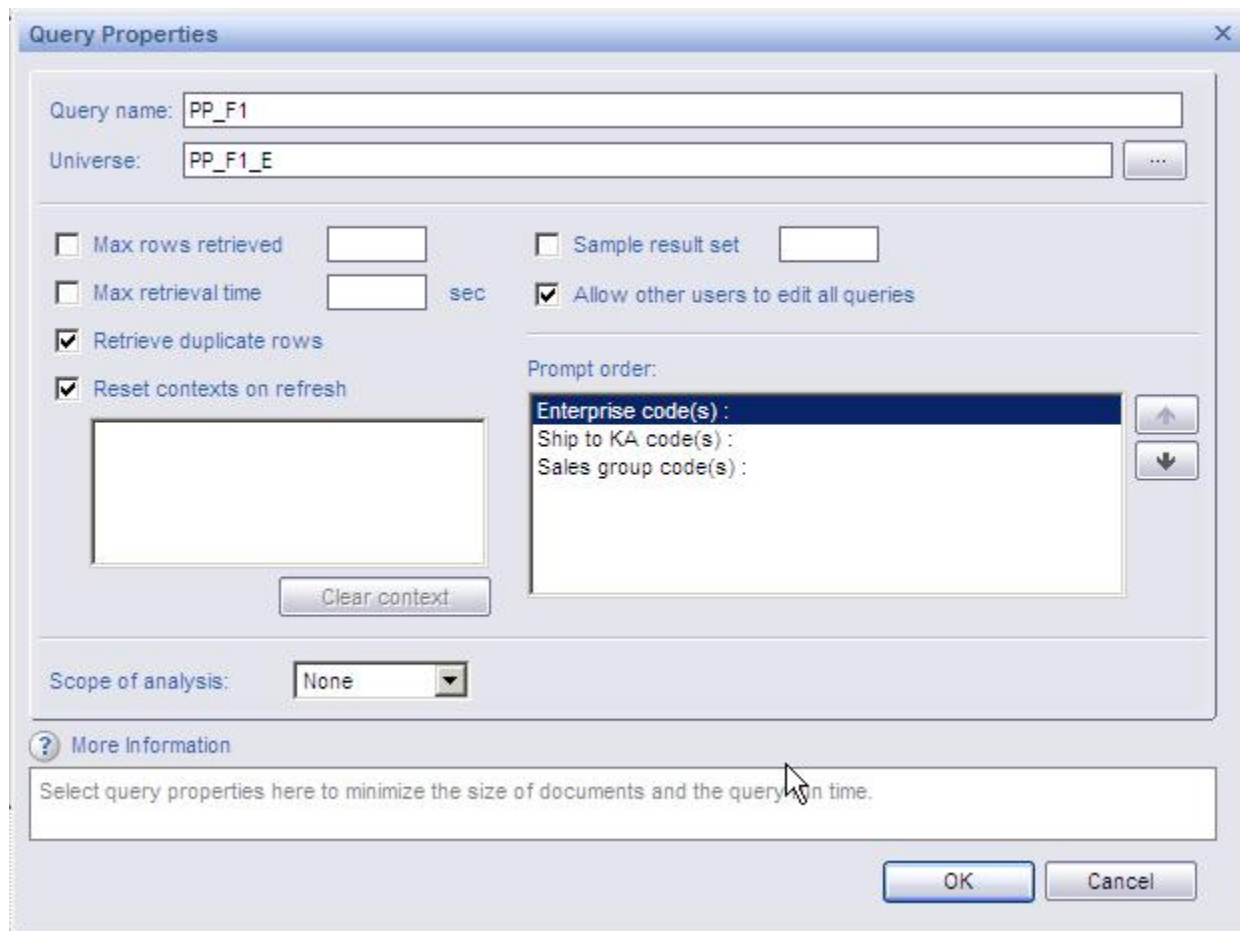 Query Properties
Query name: PP_F1
Universe: PP_F1_E ...
Max rows retrieved
Sample result set
Max retrieval time sec
Allow other users to edit all queries
Retrieve duplicate rows
Reset contexts on refresh
Prompt order:
Enterprise code(s) :
Ship to KA code(s) :
Sales group code(s) :
Clear context
Scope of analysis: None
? More Information
Select query properties here to minimize the size of documents and the query time.
OK Cancel